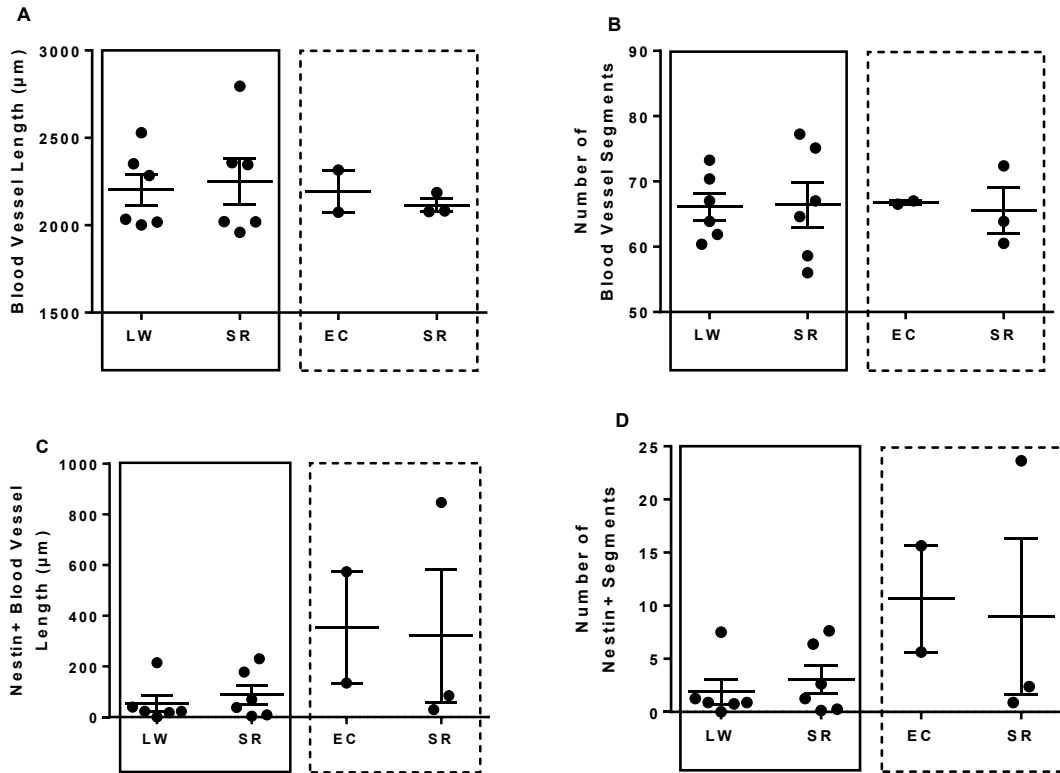 A
Blood Vessel Length (µm)
3000
2500
2000
1500
LW
SR
EC
SR
B
Number of
Blood Vessel Segments
90
80
70
60
50
LW
SR
EC
SR
C
Nestin+ Blood Vessel
Length (µm)
1000
800
600
400
200
0
LW
SR
EC
SR
D
Number of
Nestin+ Segments
25
20
15
10
5
0
LW
SR
EC
SR